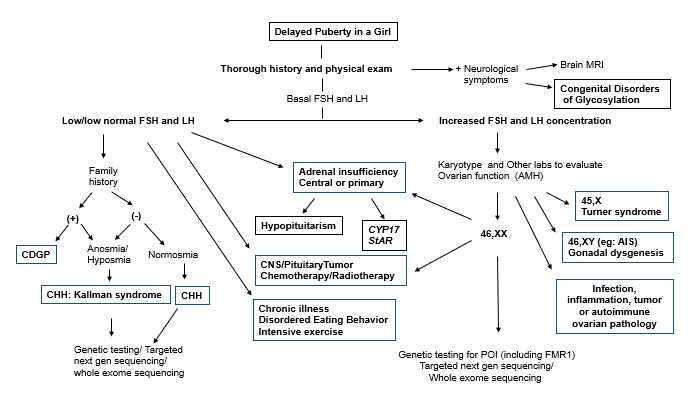 Delayed Puberty in a Girl
Thorough history and physical exam
+ Neurological
symptoms
Brain MRI
Congenital Disorders
of Glycosylation
Basal FSH and LH
Low/low normal FSH and LH
Increased FSH and LH concentration
Family
history
(+)
(-)
CDGP
Anosmia/
Hyposmia
Normosmia
CHH: Kallman syndrome
CHH
Genetic testing/ Targeted
next gen sequencing/
whole exome sequencing
Adrenal insufficiency
Central or primary
Hypopituitarism
CYP17
StAR
CNS/PituitaryTumor
Chemotherapy/Radiotherapy
Chronic illness
Disordered Eating Behavior
Intensive exercise
Karyotype and Other labs to evaluate
Ovarian function (AMH)
46,XX
45,X
Turner syndrome
46,XY (eg: AIS)
Gonadal dysgenesis
Infection,
inflammation, tumor
or autoimmune
ovarian pathology
Genetic testing for POI (including FMR1)
Targeted next gen sequencing/
Whole exome sequencing